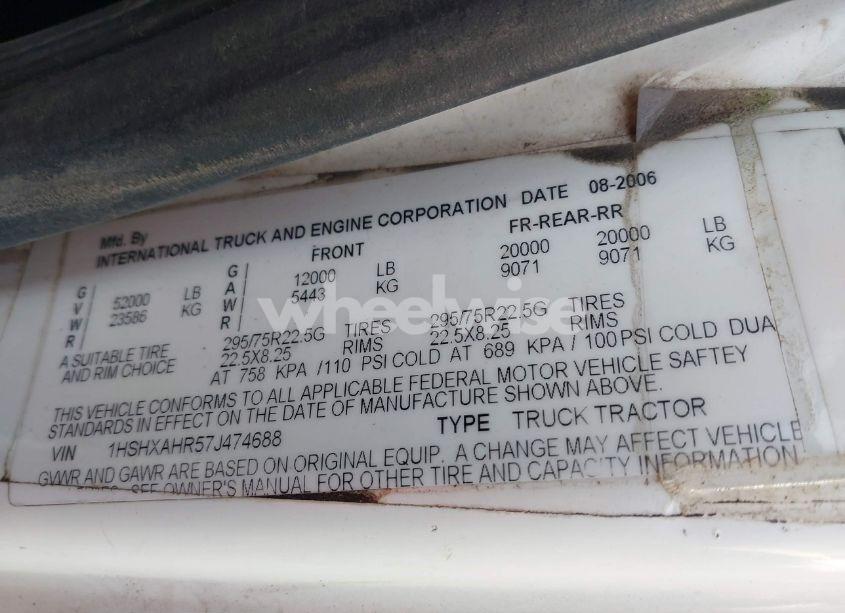 Mfd. By
INTERNATIONAL TRUCK AND ENGINE CORPORATION DATE 08-2006
FRONT FR-REAR-RR
GVWR 52000 LB GAWR 12000 LB 20000 20000 LB
23586 KG 5443 KG 9071 9071 KG
295/75R22.5G TIRES 295/75R22.5G TIRES
A SUITABLE TIRE 22.5X8.25 RIMS 22.5X8.25 RIMS
AND RIM CHOICE AT 758 KPA /110 PSI COLD AT 689 KPA / 100 PSI COLD DUA
THIS VEHICLE CONFORMS TO ALL APPLICABLE FEDERAL MOTOR VEHICLE SAFTEY
STANDARDS IN EFFECT ON THE DATE OF MANUFACTURE SHOWN ABOVE.
VIN 1HSHXAHR57J474688 TYPE TRUCK TRACTOR
GVWR AND GAWR ARE BASED ON ORIGINAL EQUIP. A CHANGE MAY AFFECT VEHICLE
SEE OWNER'S MANUAL FOR OTHER TIRE AND CAPACITY INFORMATION
wheelwise